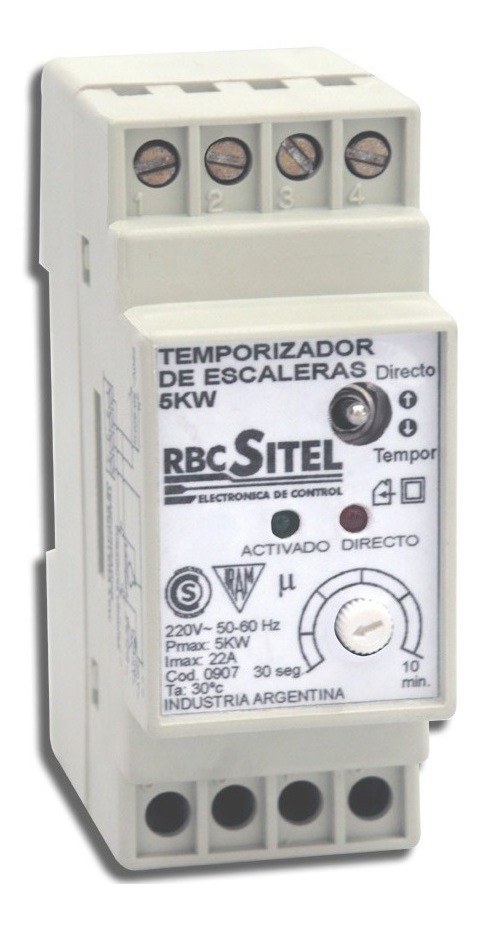 1 2 3 4
TEMPORIZADOR
DE ESCALERAS
5KW
Directo
Tempor
RBC SITEL
ELECTRONICA DE CONTROL
ACTIVADO DIRECTO
S IRAM µ
220V~ 50-60 Hz
Pmax: 5KW
Imax: 22A
Cod. 0907
Ta: 30°c
30 seg.
10
min.
INDUSTRIA ARGENTINA